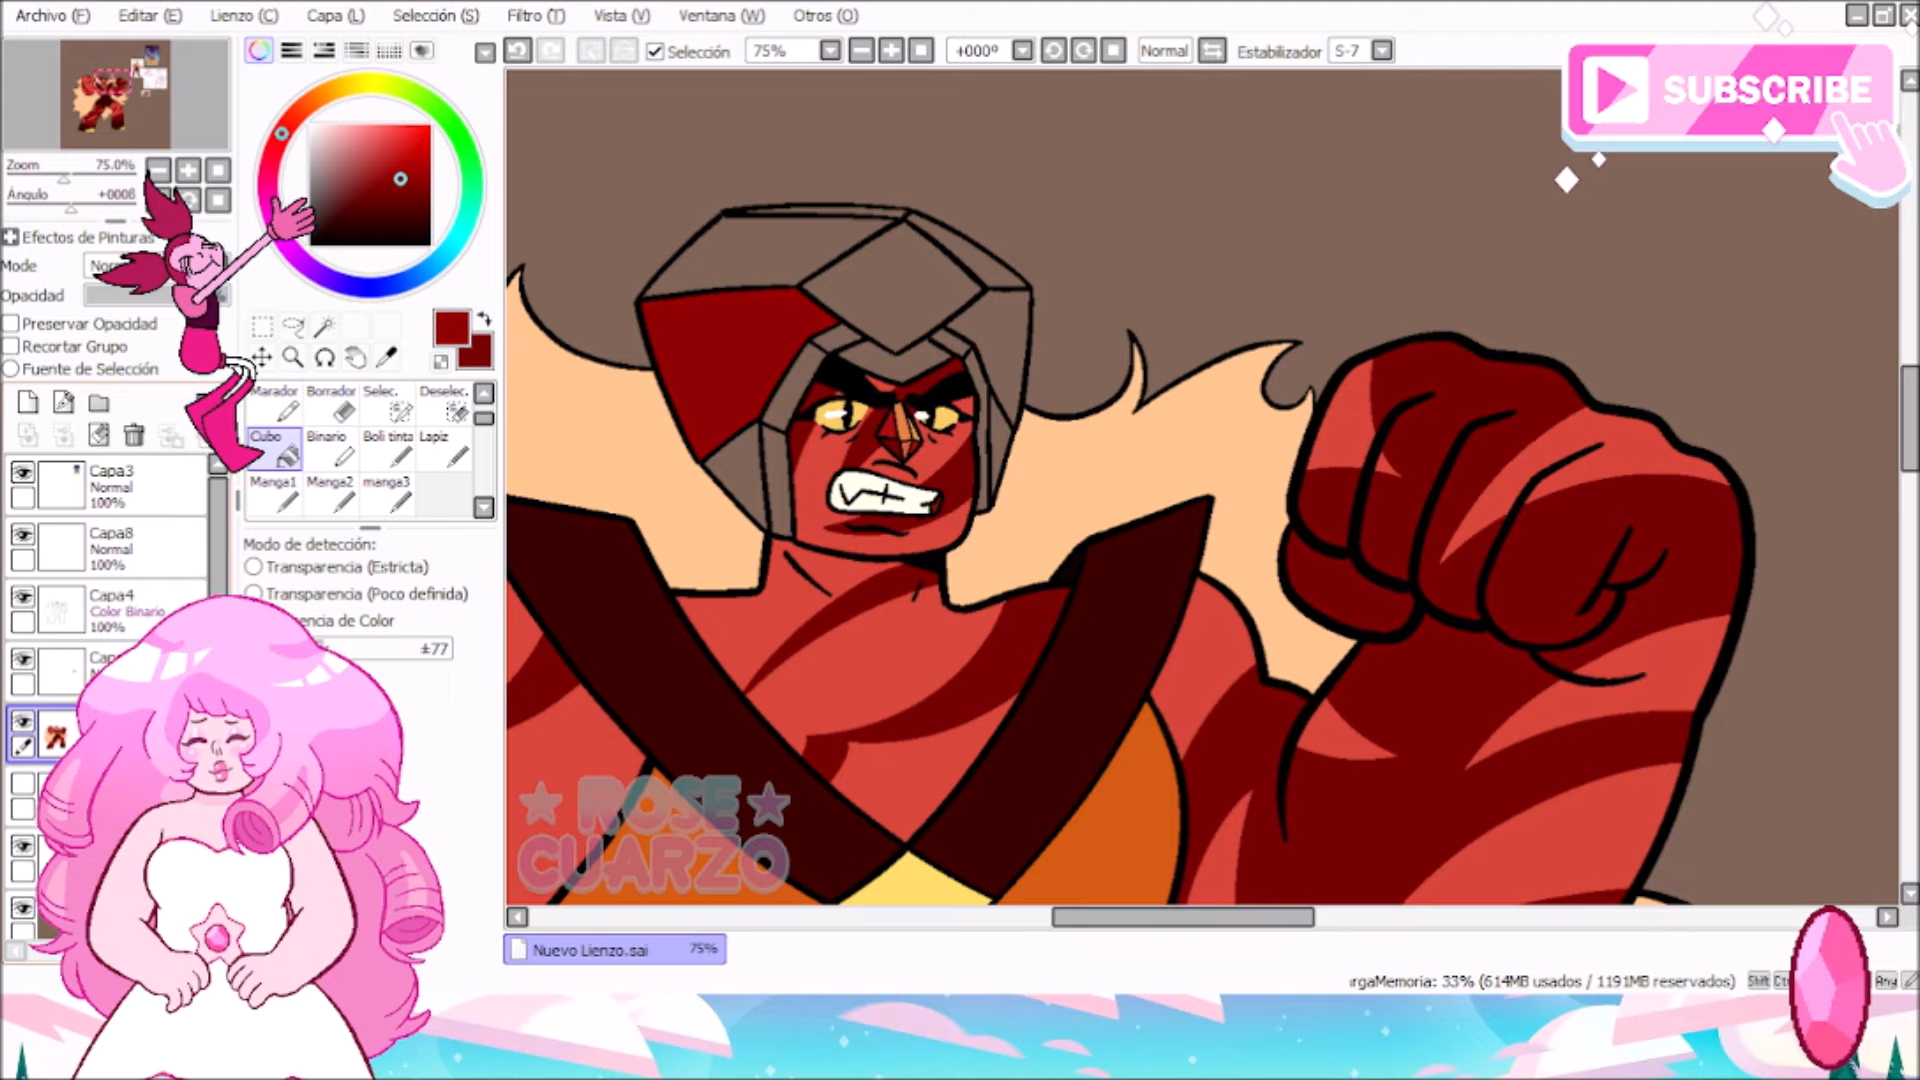 Archivo (F) Editar (E) Lienzo (C) Capa (L) Selección (S) Filtro (T) Vista (V) Ventana (W) Otros (O)
Selección 75% +000º Normal Estabilizador S-7
SUBSCRIBE
Zoom 75.0%
Ángulo
Efectos de Pinturas
Mode
Opacidad
Preservar Opacidad
Recortar Grupo
Fuente de Selección
Marador Borrador Selec. Deselec.
Cubo Binario Boli tinta Lapiz
Manga1 Manga2 manga3
Capa3
Normal
100%
Capa8
Normal
100%
Capa4
Color Binario
100%
Modo de detección:
Transparencia (Estricta)
Transparencia (Poco definida)
encia de Color
±77
ROSE
CUARZO
Nuevo Lienzo.sai 75%
rgaMemoria: 33% (614MB usados / 1191MB reservados) Shift Any